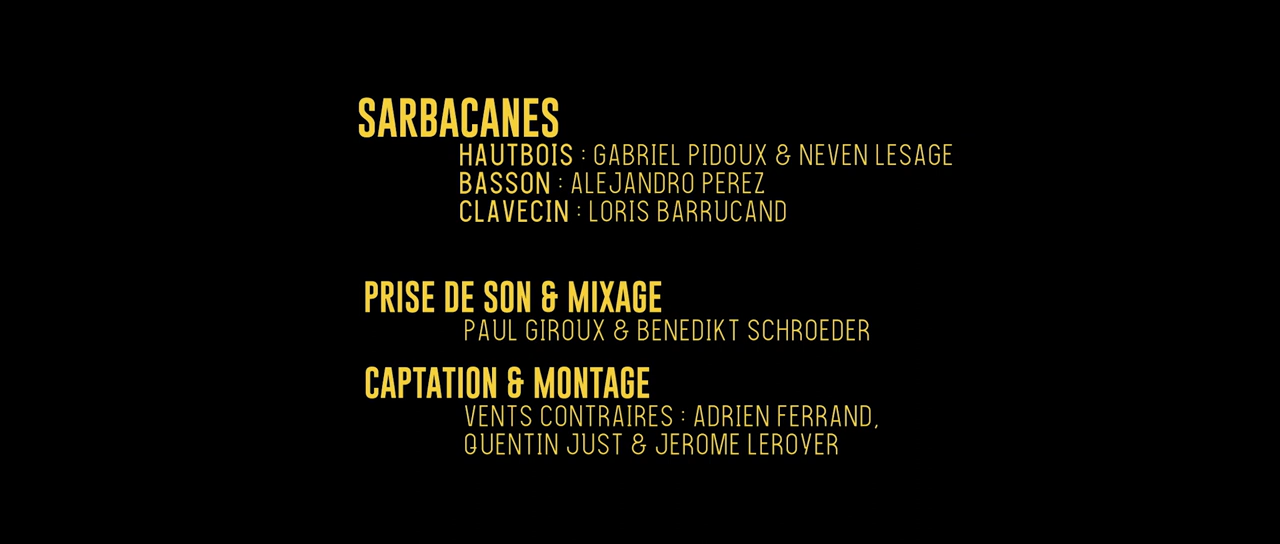 SARBACANES
HAUTBOIS : GABRIEL PIDOUX & NEVEN LESAGE
BASSON : ALEJANDRO PEREZ
CLAVECIN : LORIS BARRUCAND
PRISE DE SON & MIXAGE
PAUL GIROUX & BENEDIKT SCHROEDER
CAPTATION & MONTAGE
VENTS CONTRAIRES : ADRIEN FERRAND,
QUENTIN JUST & JEROME LEROYER